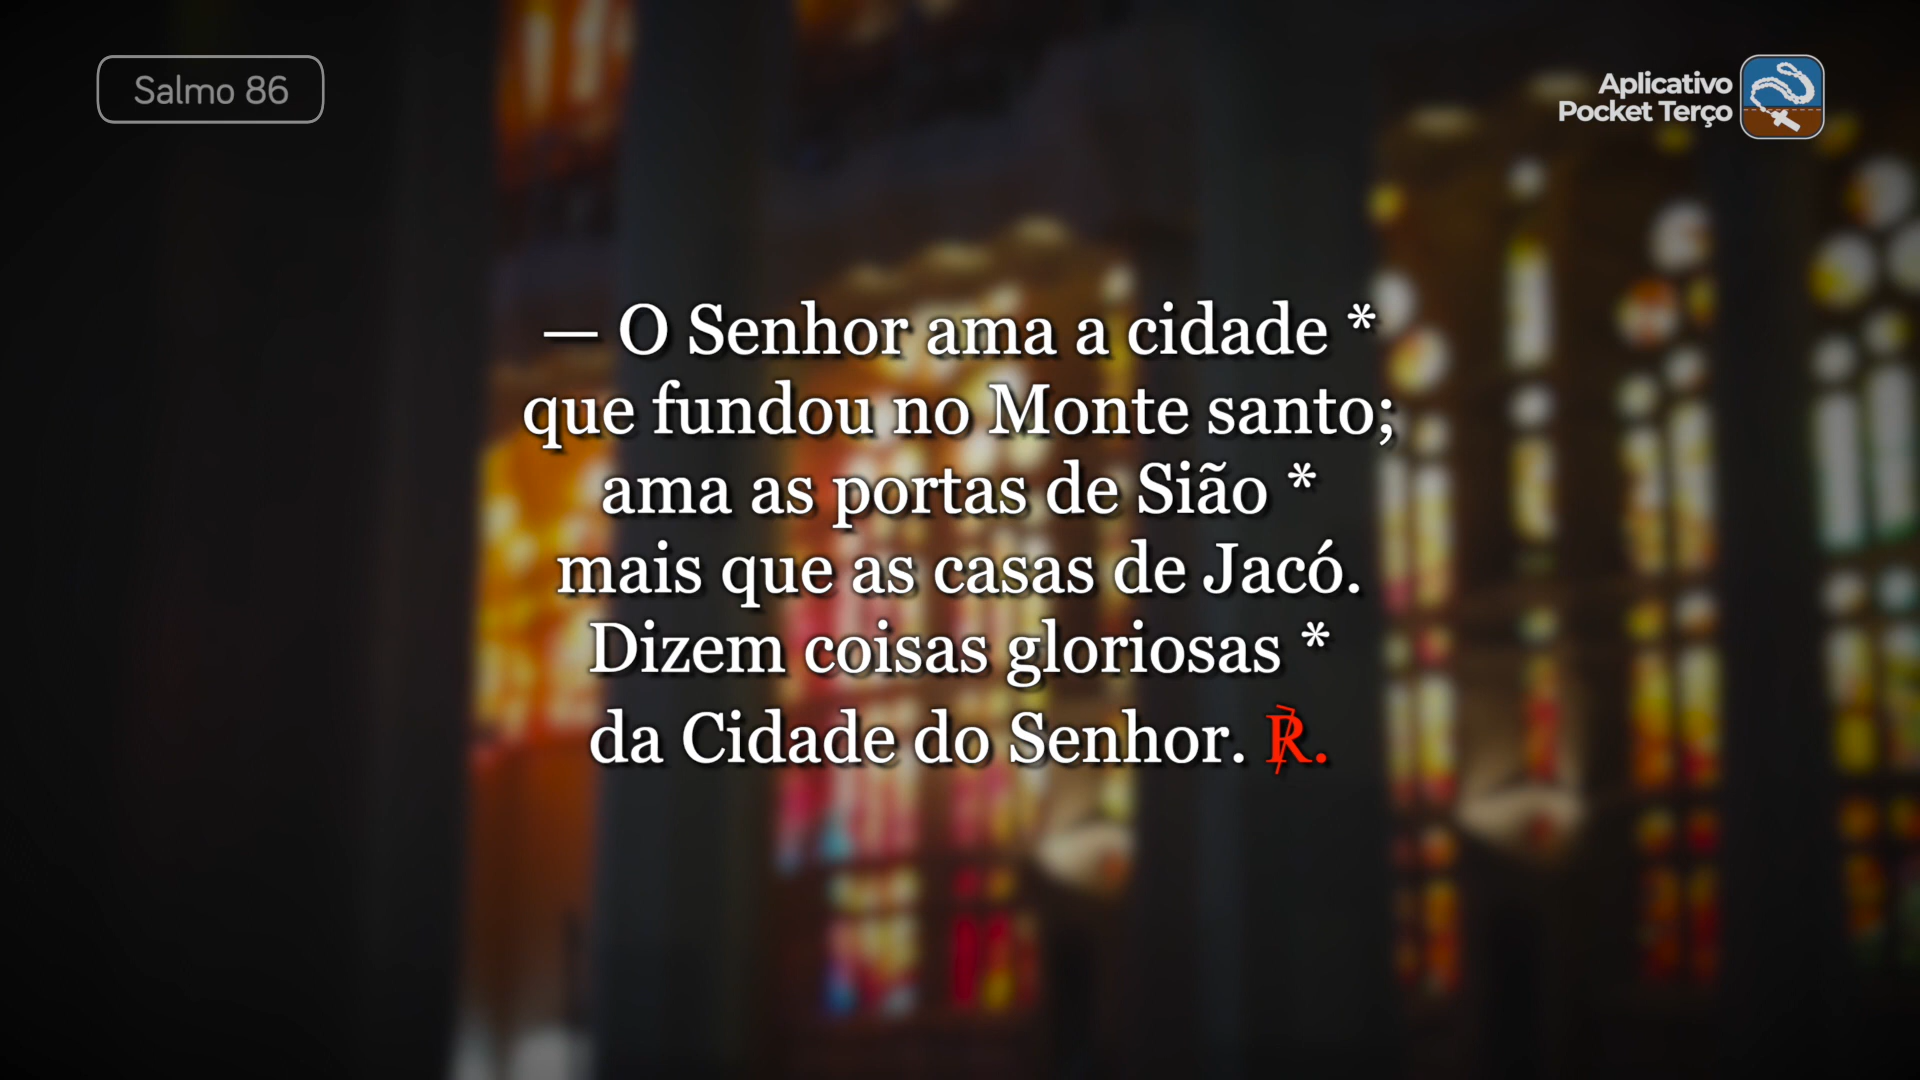 Salmo 86
Aplicativo
Pocket Terço
— O Senhor ama a cidade *
que fundou no Monte santo;
ama as portas de Sião *
mais que as casas de Jacó.
Dizem coisas gloriosas *
da Cidade do Senhor. ℟.